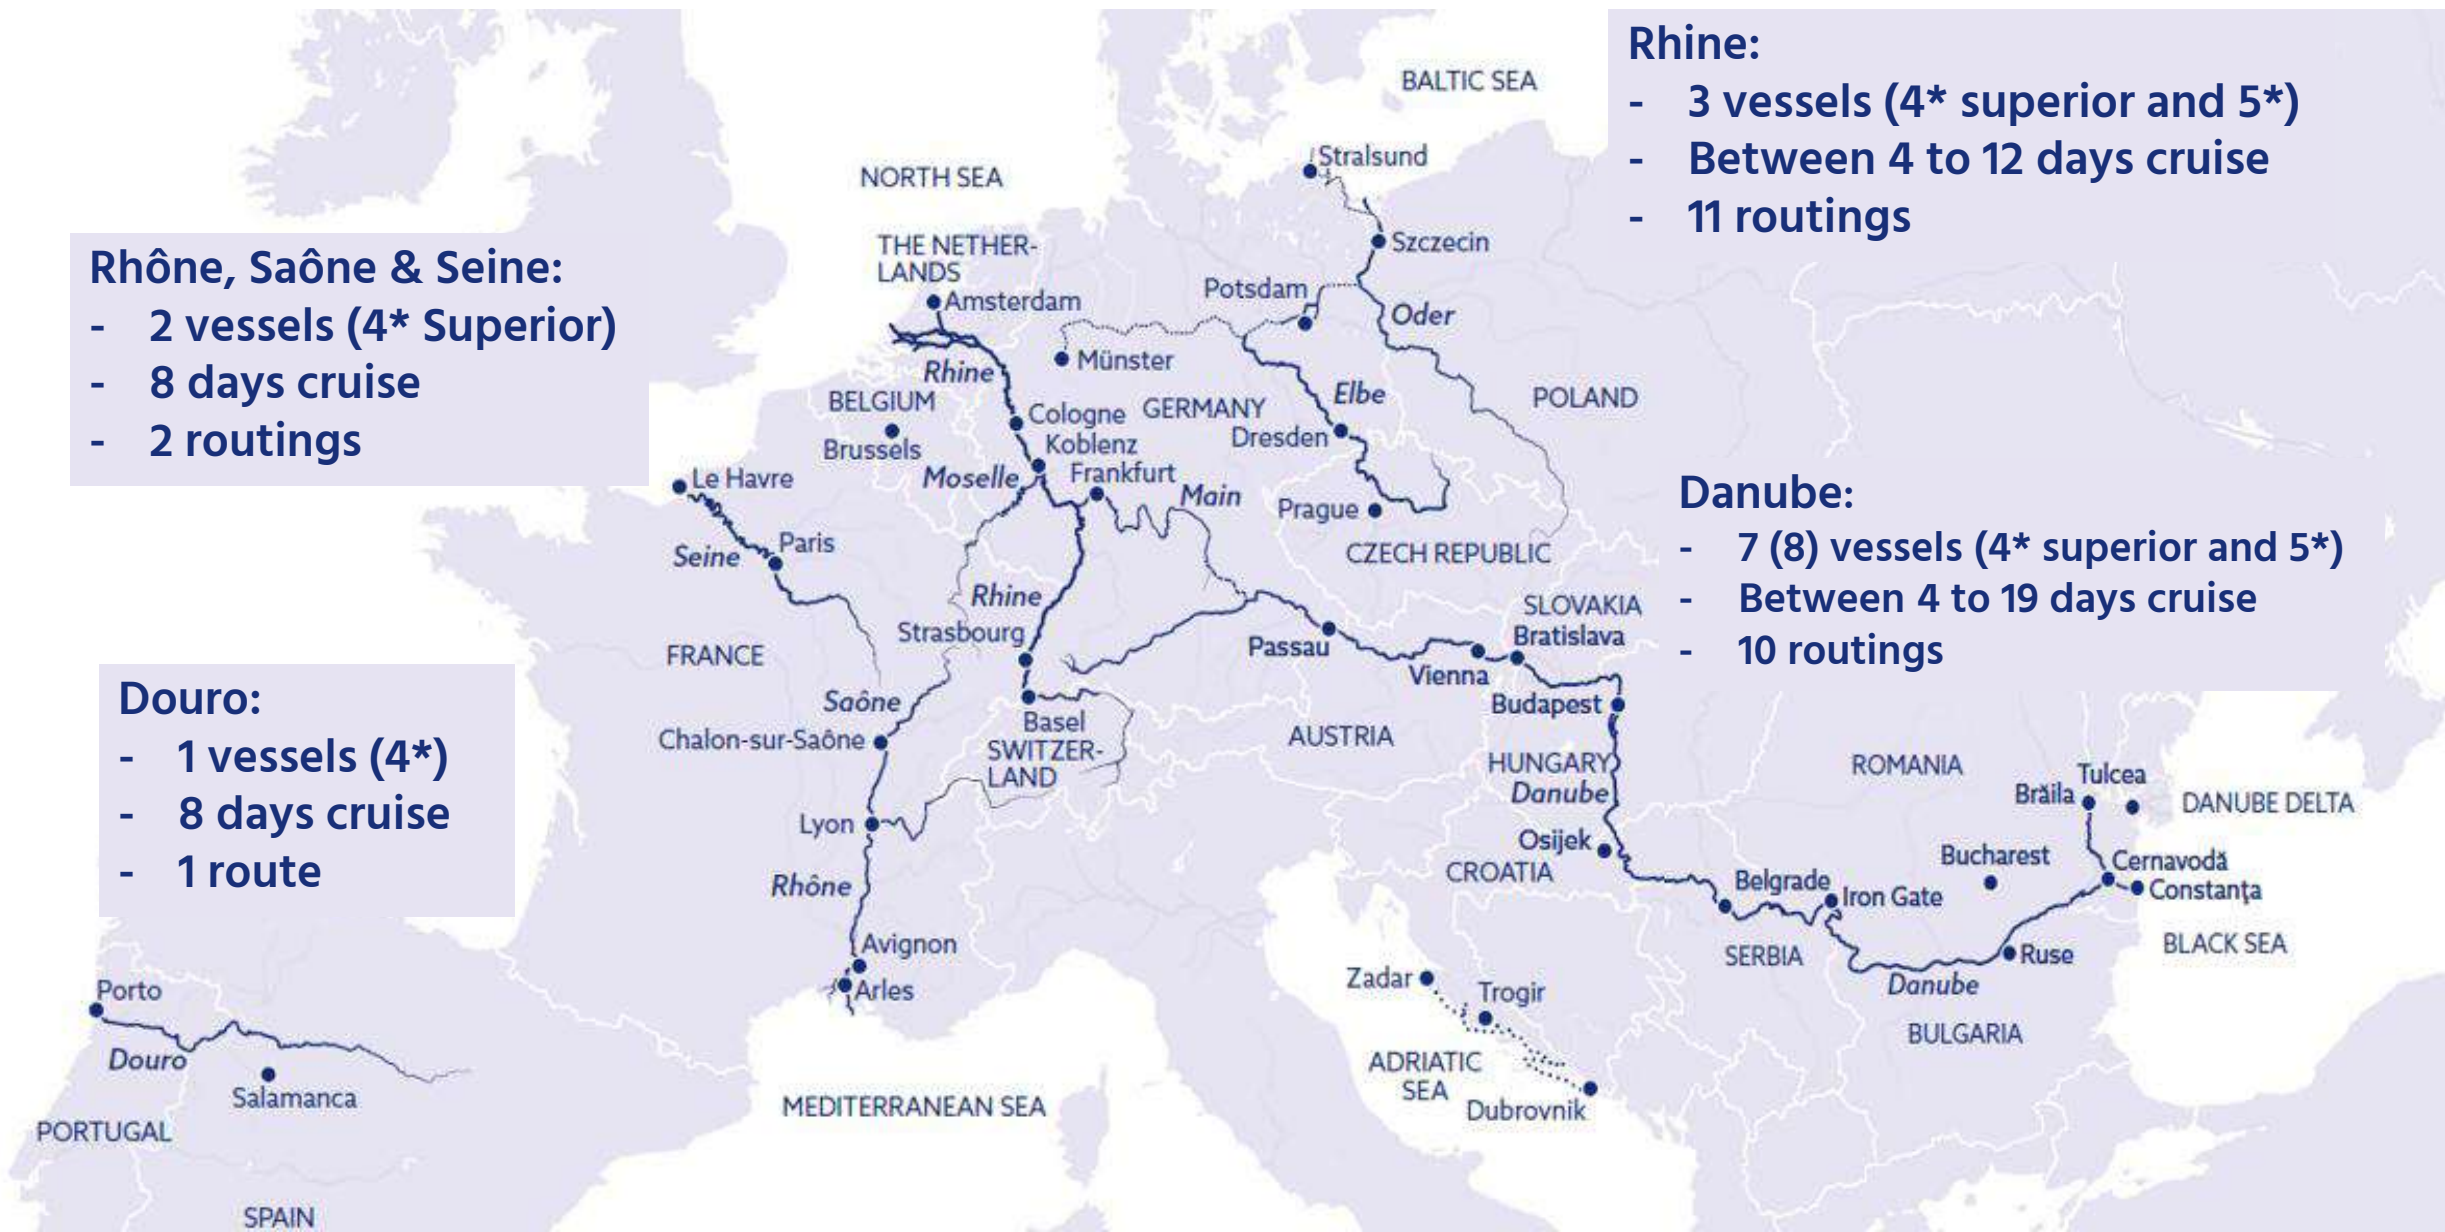 Rhine:
- 3 vessels (4* superior and 5*)
- Between 4 to 12 days cruise
- 11 routings
Rhône, Saône & Seine:
- 2 vessels (4* Superior)
- 8 days cruise
- 2 routings
Danube:
- 7 (8) vessels (4* superior and 5*)
- Between 4 to 19 days cruise
- 10 routings
Douro:
- 1 vessels (4*)
- 8 days cruise
- 1 route
BALTIC SEA
Stralsund
NORTH SEA
THE NETHER-
LANDS
Szczecin
Amsterdam
Potsdam
Oder
Münster
Rhine
BELGIUM
Elbe
POLAND
Cologne
GERMANY
Brussels
Koblenz
Dresden
Le Havre
Moselle
Frankfurt
Main
Prague
Seine
Paris
CZECH REPUBLIC
Rhine
SLOVAKIA
Strasbourg
Passau
Bratislava
FRANCE
Vienna
Saône
Budapest
Basel
Chalon-sur-Saône
SWITZER-
LAND
AUSTRIA
HUNGARY
Danube
ROMANIA
Tulcea
Brăila
DANUBE DELTA
Lyon
Osijek
CROATIA
Bucharest
Cernavodă
Rhône
Belgrade
Iron Gate
Constanţa
Avignon
SERBIA
Ruse
BLACK SEA
Porto
Arles
Zadar
Trogir
Danube
BULGARIA
Douro
Salamanca
ADRIATIC
SEA
MEDITERRANEAN SEA
Dubrovnik
PORTUGAL
SPAIN